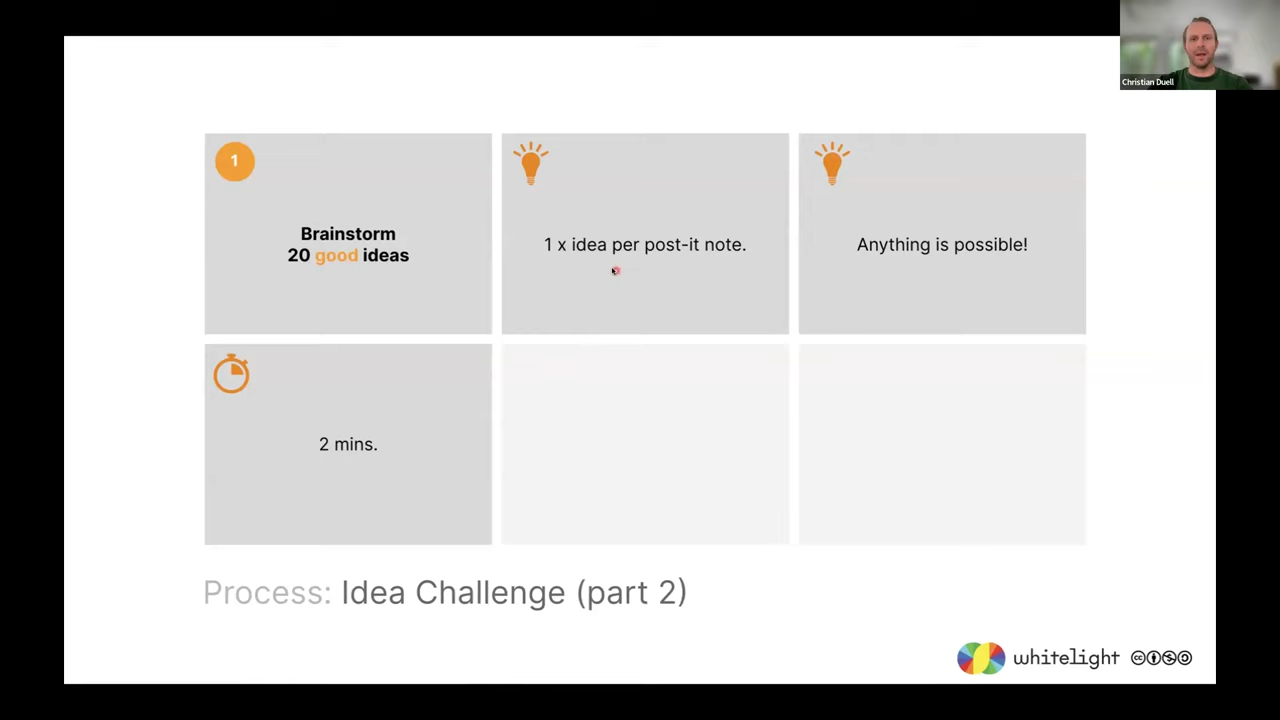 Christian Duell
1
Brainstorm
20 good ideas
1 x idea per post-it note.
Anything is possible!
2 mins.
Process: Idea Challenge (part 2)
whitelight